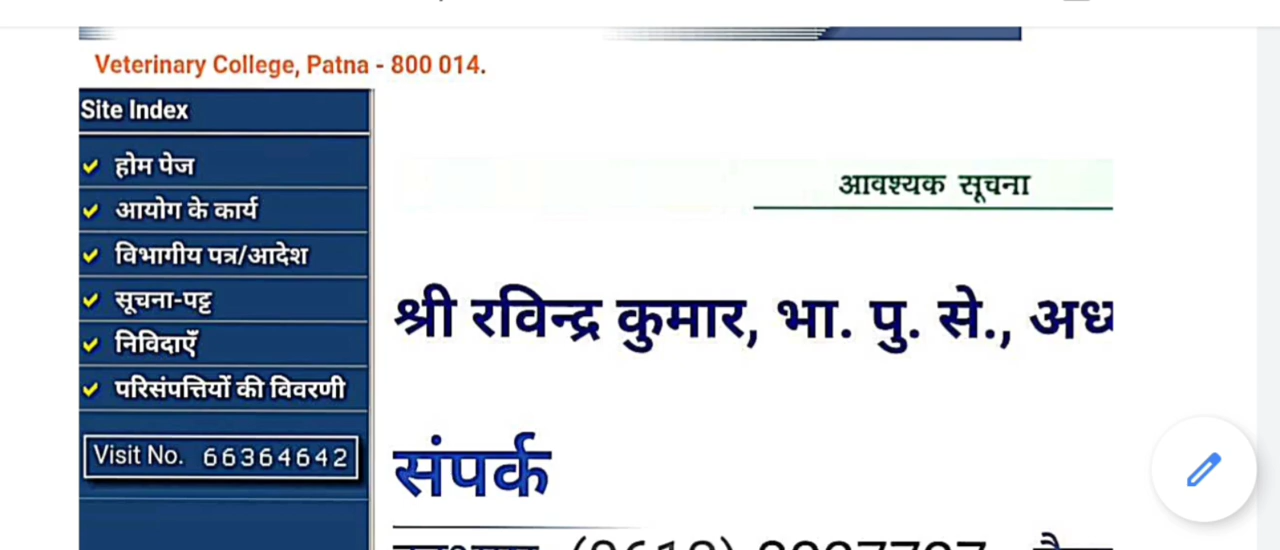 Veterinary College, Patna - 800 014.
Site Index
होम पेज
आयोग के कार्य
विभागीय पत्र/आदेश
सूचना-पट्ट
निविदाएँ
परिसंपत्तियों की विवरणी
Visit No. 66364642
आवश्यक सूचना
श्री रविन्द्र कुमार, भा. पु. से.,
संपर्क